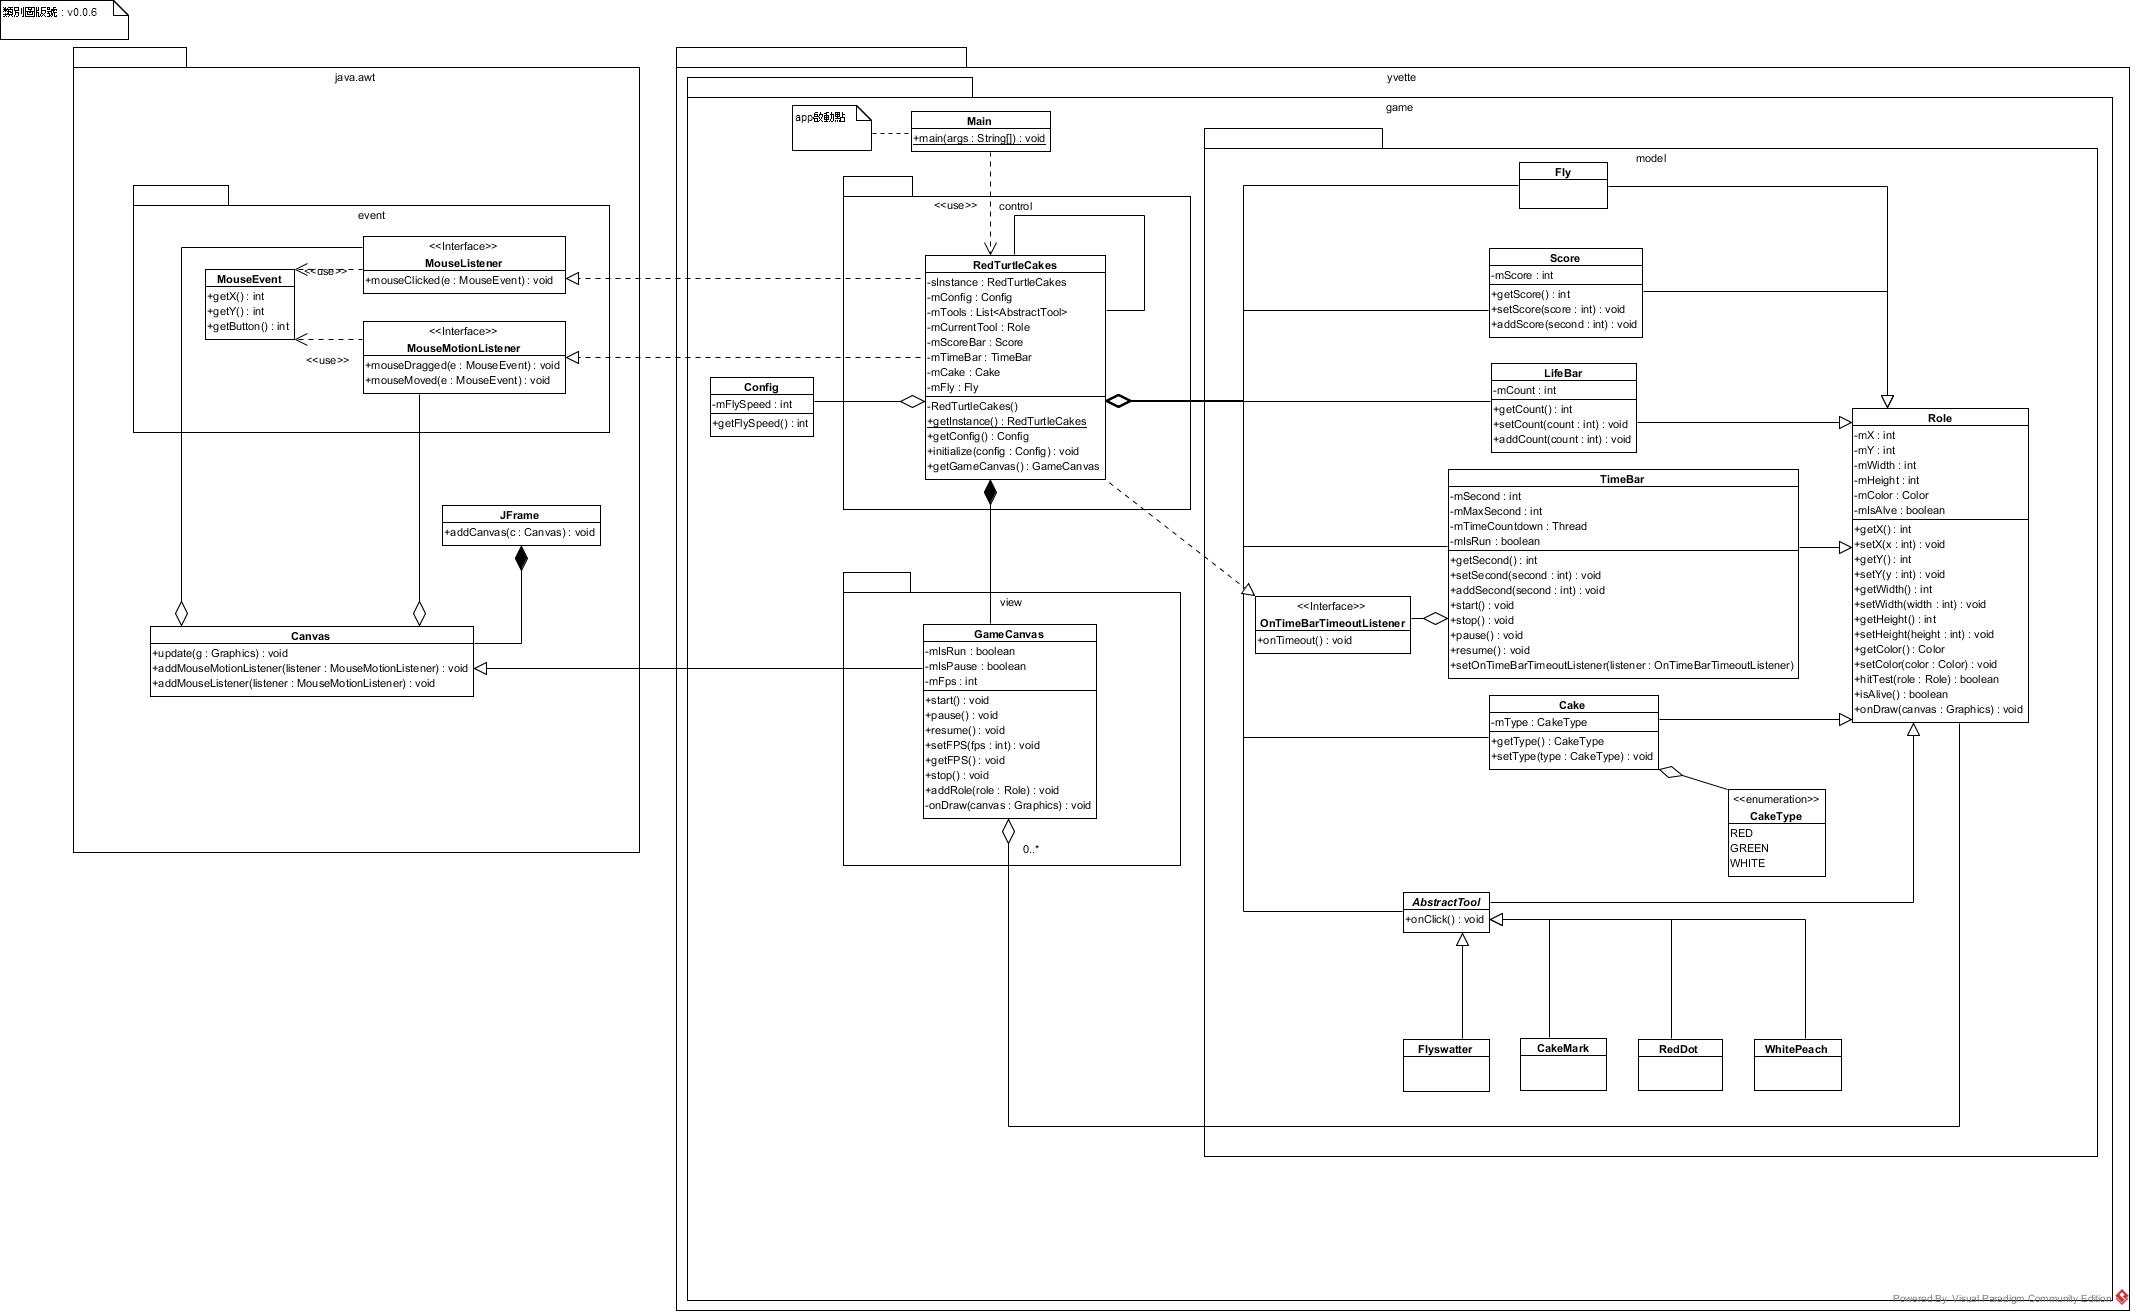 類別圖版號 : v0.0.6
java.awt
event
<<Interface>>
MouseListener
+mouseClicked(e : MouseEvent) : void
<<use>>
MouseEvent
+getX() : int
+getY() : int
+getButton() : int
<<Interface>>
MouseMotionListener
+mouseDragged(e : MouseEvent) : void
+mouseMoved(e : MouseEvent) : void
<<use>>
JFrame
+addCanvas(c : Canvas) : void
Canvas
+update(g : Graphics) : void
+addMouseMotionListener(listener : MouseMotionListener) : void
+addMouseListener(listener : MouseMotionListener) : void
yvette
game
app啟動點
Main
+main(args : String[]) : void
<<use>>
control
RedTurtleCakes
-sInstance : RedTurtleCakes
-mConfig : Config
-mTools : List<AbstractTool>
-mCurrentTool : Role
-mScoreBar : Score
-mTimeBar : TimeBar
-mCake : Cake
-mFly : Fly
-RedTurtleCakes()
+getInstance() : RedTurtleCakes
+getConfig() : Config
+initialize(config : Config) : void
+getGameCanvas() : GameCanvas
Config
-mFlySpeed : int
+getFlySpeed() : int
view
GameCanvas
-mIsRun : boolean
-mIsPause : boolean
-mFps : int
+start() : void
+pause() : void
+resume() : void
+setFPS(fps : int) : void
+getFPS() : void
+stop() : void
+addRole(role : Role) : void
-onDraw(canvas : Graphics) : void
0..*
model
Fly
Score
-mScore : int
+getScore() : int
+setScore(score : int) : void
+addScore(second : int) : void
LifeBar
-mCount : int
+getCount() : int
+setCount(count : int) : void
+addCount(count : int) : void
TimeBar
-mSecond : int
-mMaxSecond : int
-mTimeCountdown : Thread
-mIsRun : boolean
+getSecond() : int
+setSecond(second : int) : void
+addSecond(second : int) : void
+start() : void
+stop() : void
+pause() : void
+resume() : void
+setOnTimeBarTimeoutListener(listener : OnTimeBarTimeoutListener)
<<Interface>>
OnTimeBarTimeoutListener
+onTimeout() : void
Role
-mX : int
-mY : int
-mWidth : int
-mHeight : int
-mColor : Color
-mIsAlve : boolean
+getX() : int
+setX(x : int) : void
+getY() : int
+setY(y : int) : void
+getWidth() : int
+setWidth(width : int) : void
+getHeight() : int
+setHeight(height : int) : void
+getColor() : Color
+setColor(color : Color) : void
+hitTest(role : Role) : boolean
+isAlive() : boolean
+onDraw(canvas : Graphics) : void
Cake
-mType : CakeType
+getType() : CakeType
+setType(type : CakeType) : void
<<enumeration>>
CakeType
RED
GREEN
WHITE
AbstractTool
+onClick() : void
Flyswatter
CakeMark
RedDot
WhitePeach
Powered By Visual Paradigm Community Edition